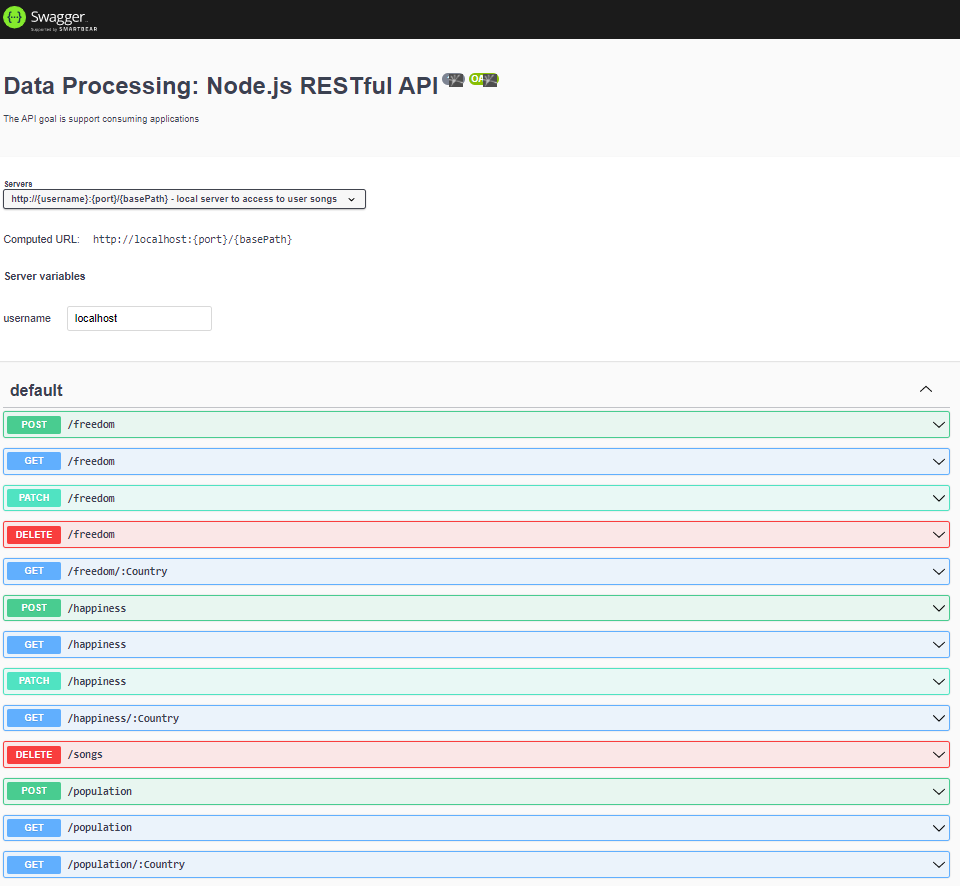 Swagger.
Supported by SMARTBEAR
Data Processing: Node.js RESTful API
OA
The API goal is support consuming applications
Servers
http://{username}:{port}/{basePath} - local server to access to user songs
Computed URL: http://localhost:{port}/{basePath}
Server variables
username localhost
default
POST /freedom
GET /freedom
PATCH /freedom
DELETE /freedom
GET /freedom/:Country
POST /happiness
GET /happiness
PATCH /happiness
GET /happiness/:Country
DELETE /songs
POST /population
GET /population
GET /population/:Country